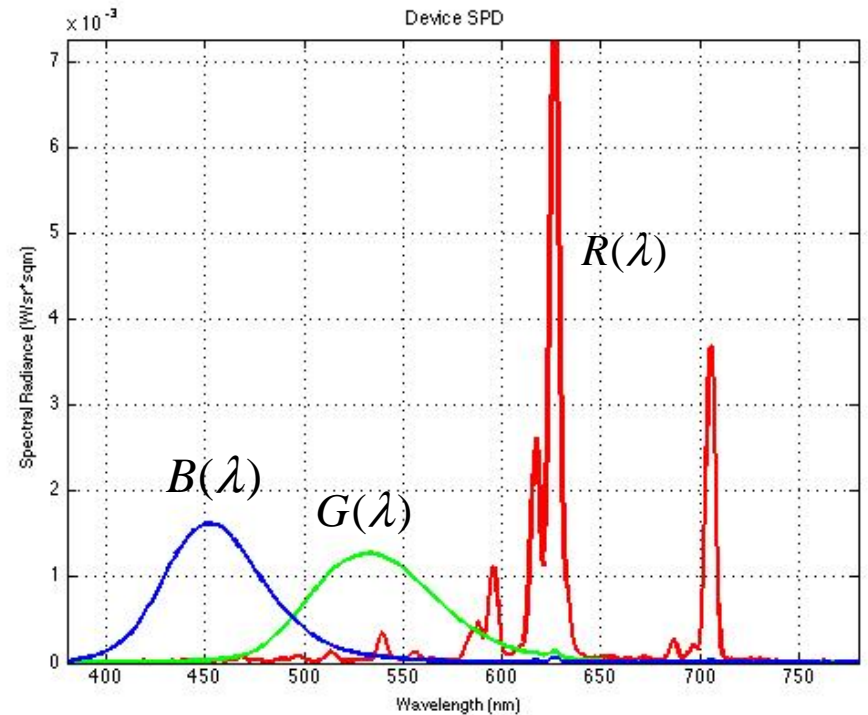 Device SPD
x 10⁻³
7
6
5
4
3
2
1
0
Spectral Radiance (W/sr*sqm)
R(λ)
B(λ)
G(λ)
400 450 500 550 600 650 700 750
Wavelength (nm)